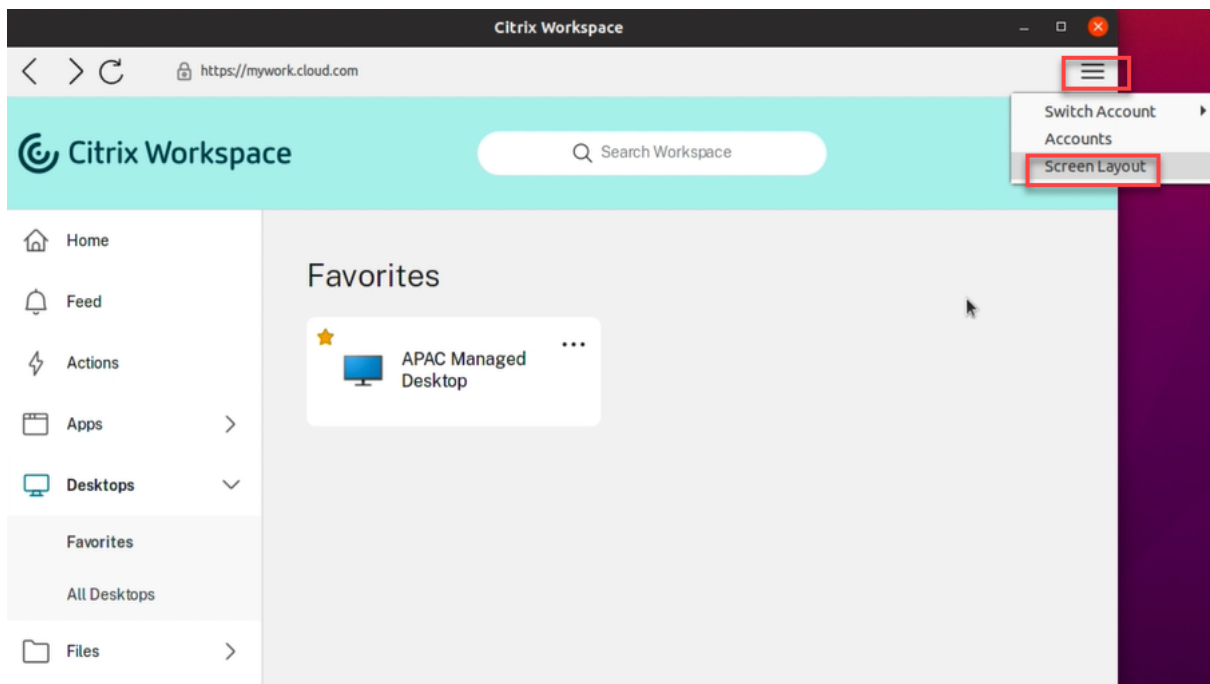 Citrix Workspace
https://mywork.cloud.com
Switch Account
Accounts
Screen Layout
Citrix Workspace
Search Workspace
Home
Feed
Actions
Apps
Desktops
Favorites
All Desktops
Files
Favorites
APAC Managed
Desktop